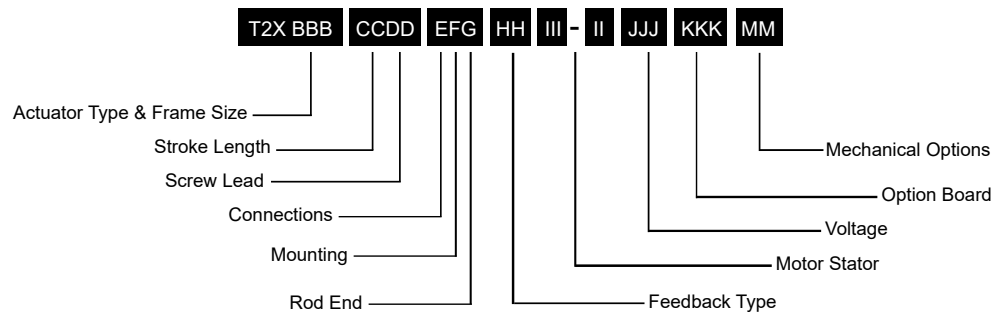 T2X BBB CCDD EFG HH III - II JJJ KKK MM
Actuator Type & Frame Size
Stroke Length
Mechanical Options
Screw Lead
Option Board
Connections
Voltage
Mounting
Motor Stator
Rod End
Feedback Type